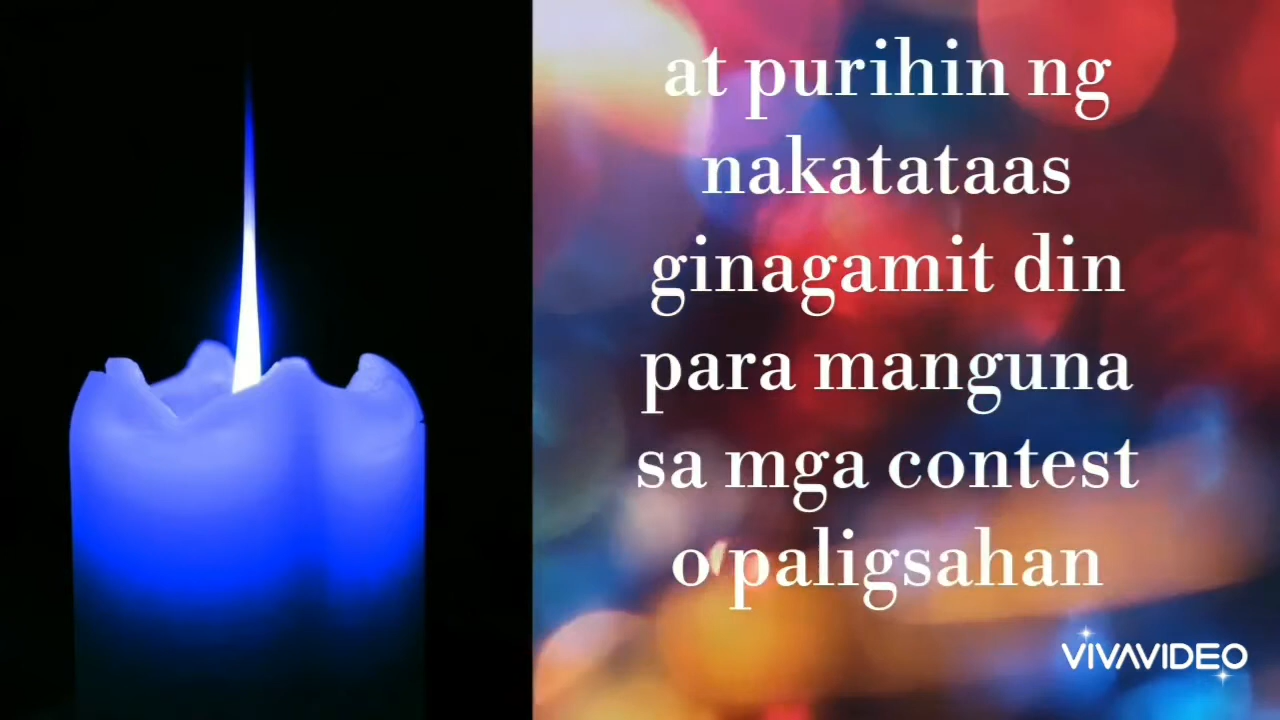 at purihin ng
nakatataas
ginagamit din
para manguna
sa mga contest
o paligsahan
VIVAVIDEO